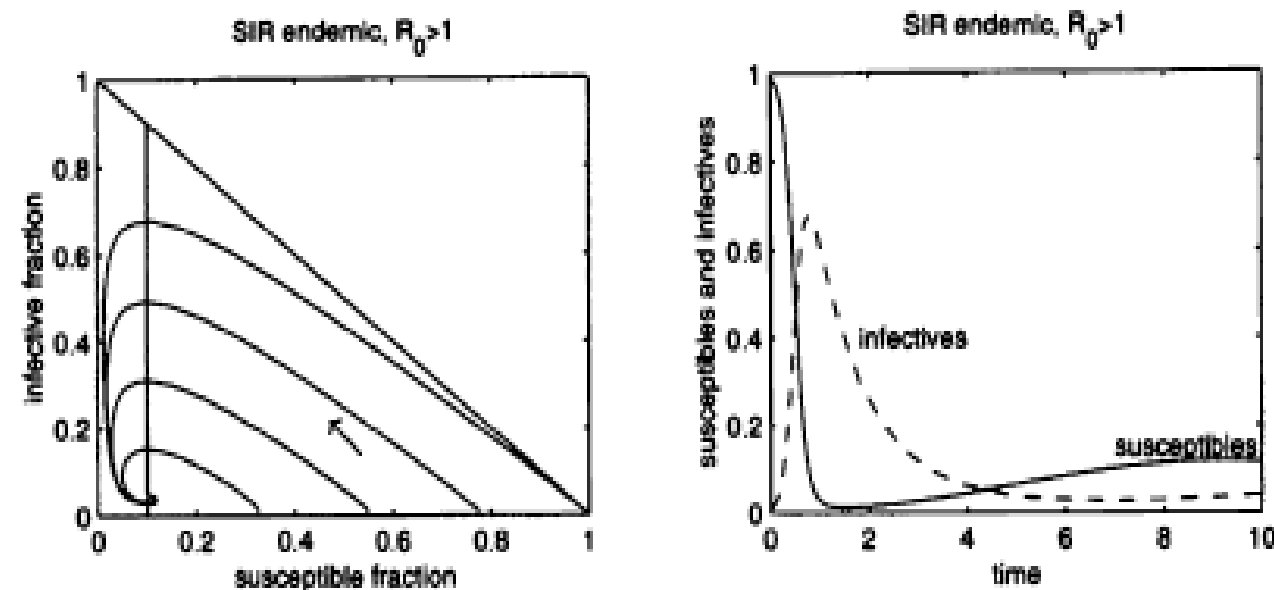 SIR endemic, R0>1
1
0.8
0.6
0.4
0.2
0
infective fraction
0 0.2 0.4 0.6 0.8 1
susceptible fraction
SIR endemic, R0>1
1
0.8
0.6
0.4
0.2
0
susceptibles and infectives
infectives
susceptibles
0 2 4 6 8 10
time